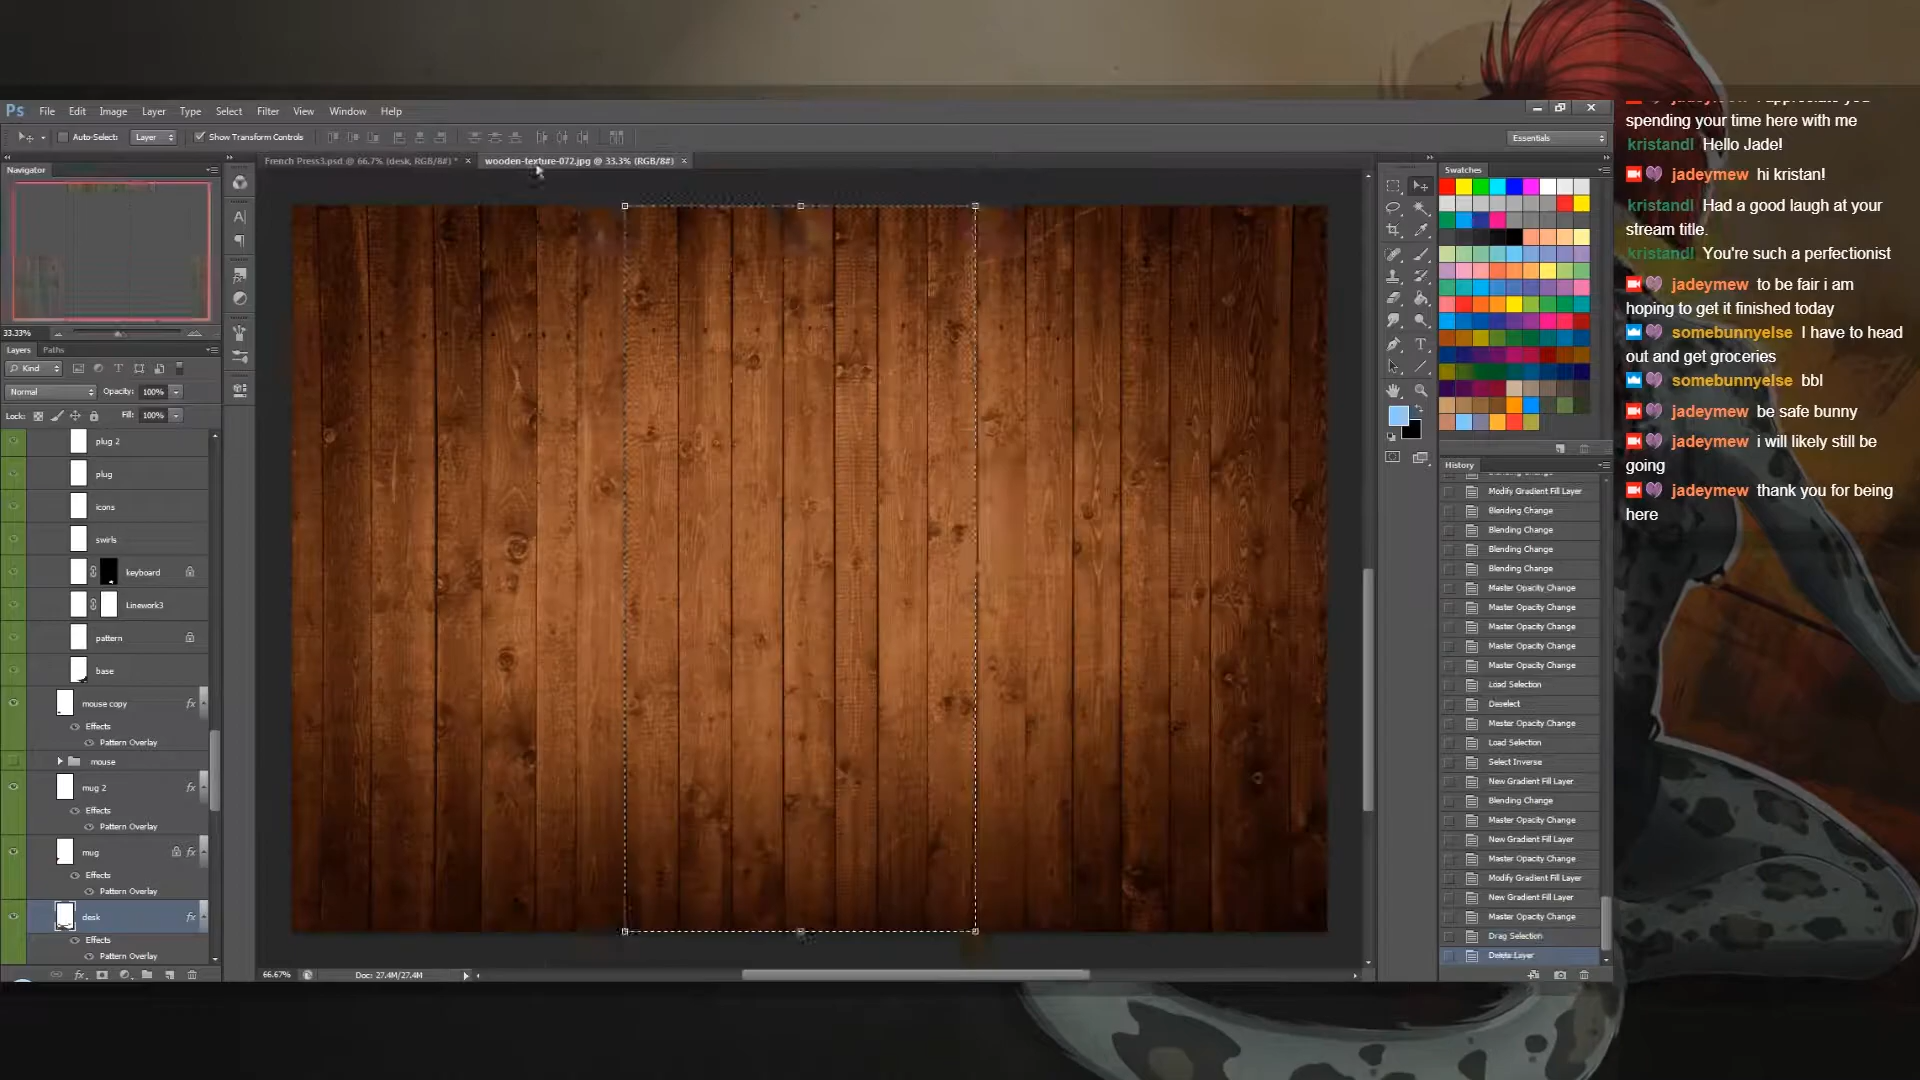 Ps File Edit Image Layer Type Select Filter View Window Help
Auto-Select: Layer Show Transform Controls Essentials
French Press3.psd @ 66.7% (desk, RGB/8#) * × wooden-texture-072.jpg @ 33.3% (RGB/8#) ×
Navigator
33.33%
Layers Paths
Kind
Normal Opacity: 100%
Lock: Fill: 100%
plug 2
plug
icons
swirls
keyboard
Linework3
pattern
base
mouse copy fx
Effects
Pattern Overlay
mouse
mug 2 fx
Effects
Pattern Overlay
mug fx
Effects
Pattern Overlay
desk fx
Effects
Pattern Overlay
66.67% Doc: 27.4M/27.4M
Swatches
History
Modify Gradient Fill Layer
Blending Change
Blending Change
Blending Change
Blending Change
Master Opacity Change
Master Opacity Change
Master Opacity Change
Master Opacity Change
Master Opacity Change
Load Selection
Deselect
Master Opacity Change
Load Selection
Select Inverse
New Gradient Fill Layer
Blending Change
Master Opacity Change
New Gradient Fill Layer
Master Opacity Change
Modify Gradient Fill Layer
New Gradient Fill Layer
Master Opacity Change
Drag Selection
Delete Layer
spending your time here with me
kristandl Hello Jade!
jadeymew hi kristan!
kristandl Had a good laugh at your
stream title.
kristandl You're such a perfectionist
jadeymew to be fair i am
hoping to get it finished today
somebunnyelse I have to head
out and get groceries
somebunnyelse bbl
jadeymew be safe bunny
jadeymew i will likely still be
going
jadeymew thank you for being
here